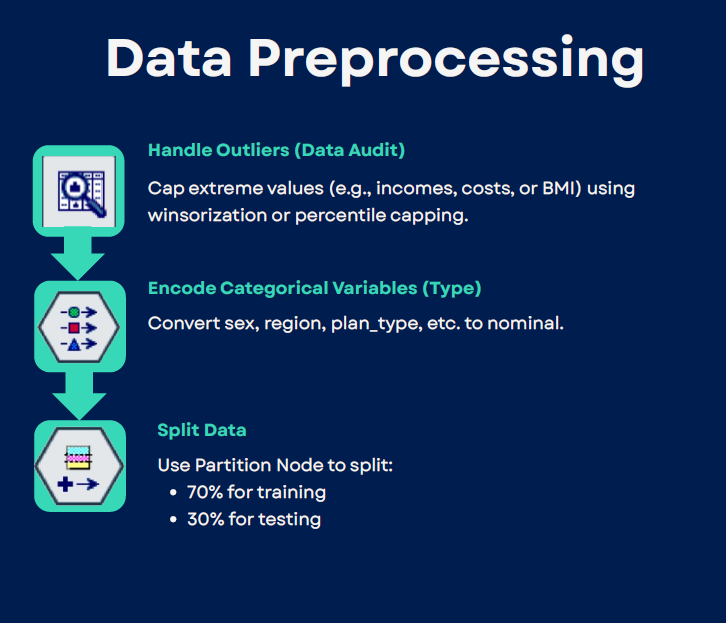 Data Preprocessing
Handle Outliers (Data Audit)
Cap extreme values (e.g., incomes, costs, or BMI) using
winsorization or percentile capping.
Encode Categorical Variables (Type)
Convert sex, region, plan_type, etc. to nominal.
Split Data
Use Partition Node to split:
• 70% for training
• 30% for testing